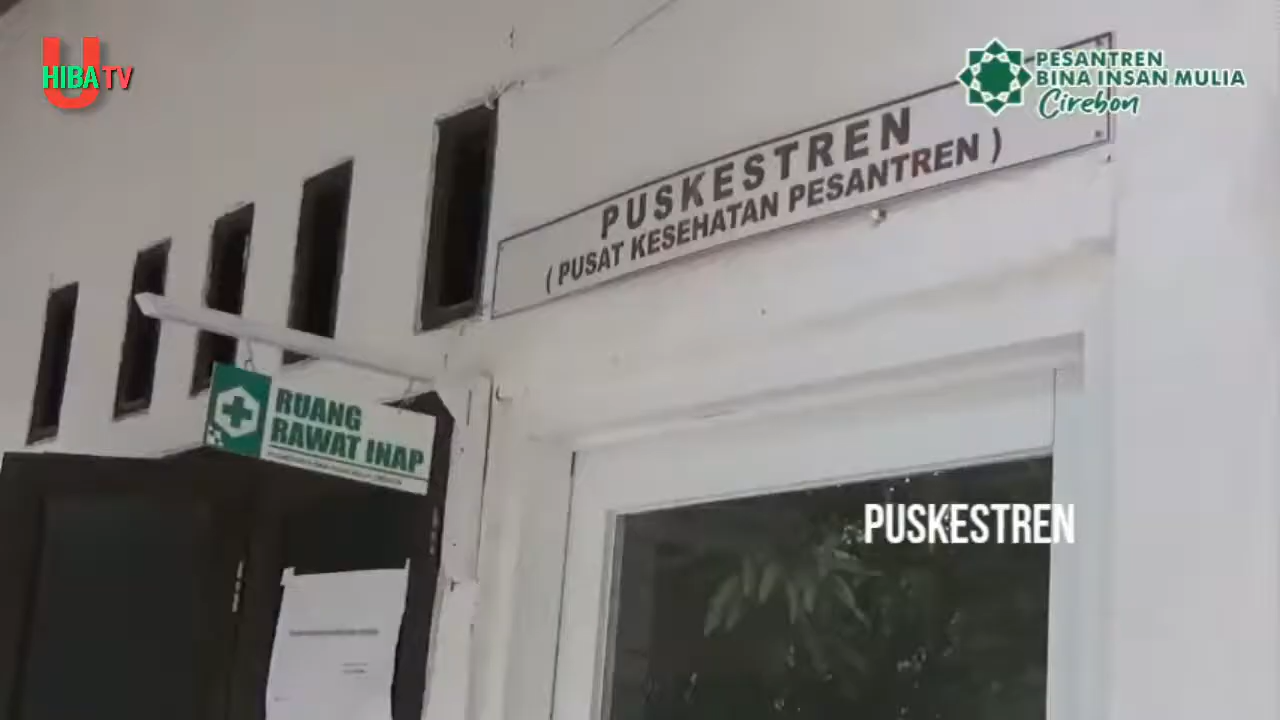 U
HIBA TV
PESANTREN
BINA INSAN MULIA
Cirebon
PUSKESTREN
( PUSAT KESEHATAN PESANTREN )
RUANG
RAWAT INAP
PUSKESTREN